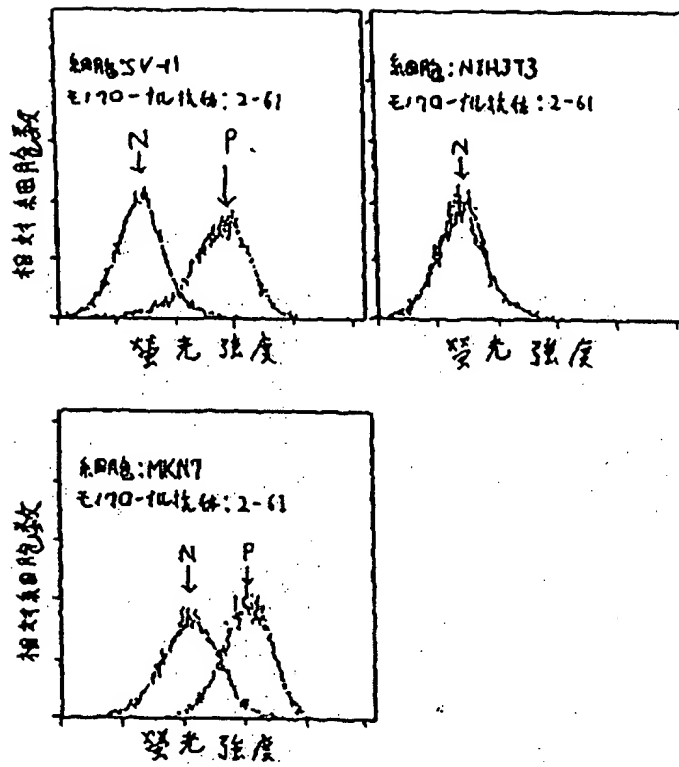 細胞:SV-11
モノクローナル抗体:2-61
N
P
相対細胞数
螢光強度
細胞:NIH3T3
モノクローナル抗体:2-61
N
螢光強度
細胞:MKN7
モノクローナル抗体:2-61
N
P
相対細胞数
螢光強度